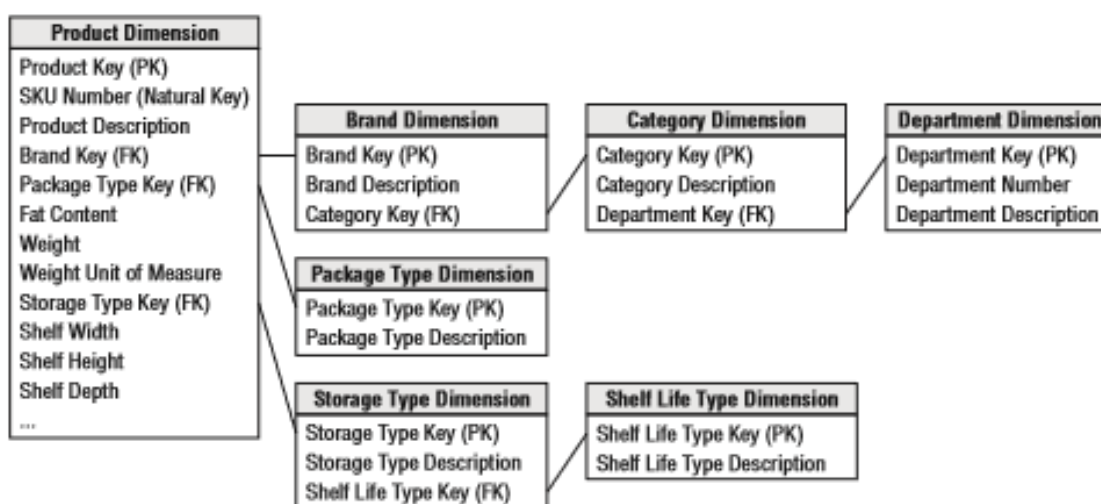 Product Dimension
Product Key (PK)
SKU Number (Natural Key)
Product Description
Brand Key (FK)
Package Type Key (FK)
Fat Content
Weight
Weight Unit of Measure
Storage Type Key (FK)
Shelf Width
Shelf Height
Shelf Depth
...
Brand Dimension
Brand Key (PK)
Brand Description
Category Key (FK)
Category Dimension
Category Key (PK)
Category Description
Department Key (FK)
Department Dimension
Department Key (PK)
Department Number
Department Description
Package Type Dimension
Package Type Key (PK)
Package Type Description
Storage Type Dimension
Storage Type Key (PK)
Storage Type Description
Shelf Life Type Key (FK)
Shelf Life Type Dimension
Shelf Life Type Key (PK)
Shelf Life Type Description